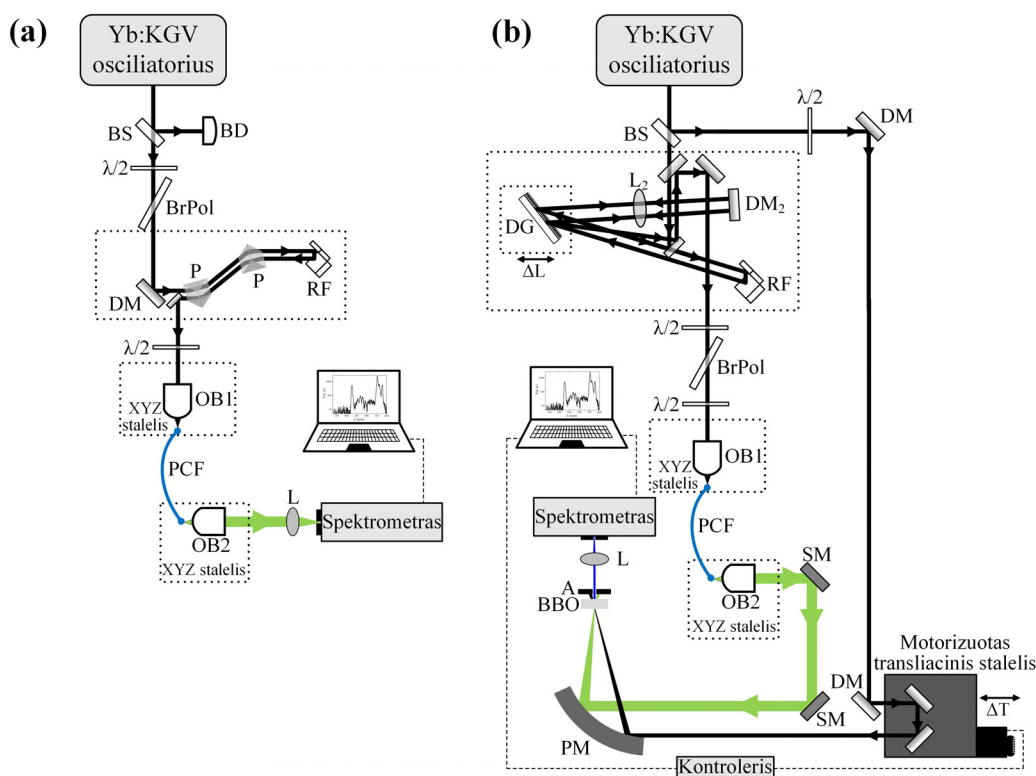 (a)
Yb:KGV
osciliatorius
BS
BD
λ/2
BrPol
P
P
DM
RF
λ/2
OB1
XYZ
stalelis
PCF
OB2
XYZ stalelis
L
Spektrometras
(b)
Yb:KGV
osciliatorius
λ/2
DM
BS
L2
DM2
DG
ΔL
RF
λ/2
BrPol
λ/2
OB1
XYZ
stalelis
PCF
Spektrometras
L
A
BBO
OB2
XYZ stalelis
SM
SM
PM
Motorizuotas
transliacinis stalelis
DM
ΔT
Kontroleris